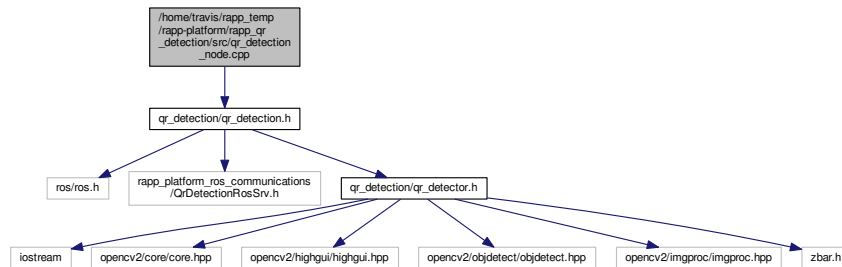 /home/travis/rapp_temp
/rapp-platform/rapp_qr
_detection/src/qr_detection
_node.cpp
qr_detection/qr_detection.h
ros/ros.h
rapp_platform_ros_communications
/QrDetectionRosSrv.h
qr_detection/qr_detector.h
iostream
opencv2/core/core.hpp
opencv2/highgui/highgui.hpp
opencv2/objdetect/objdetect.hpp
opencv2/imgproc/imgproc.hpp
zbar.h